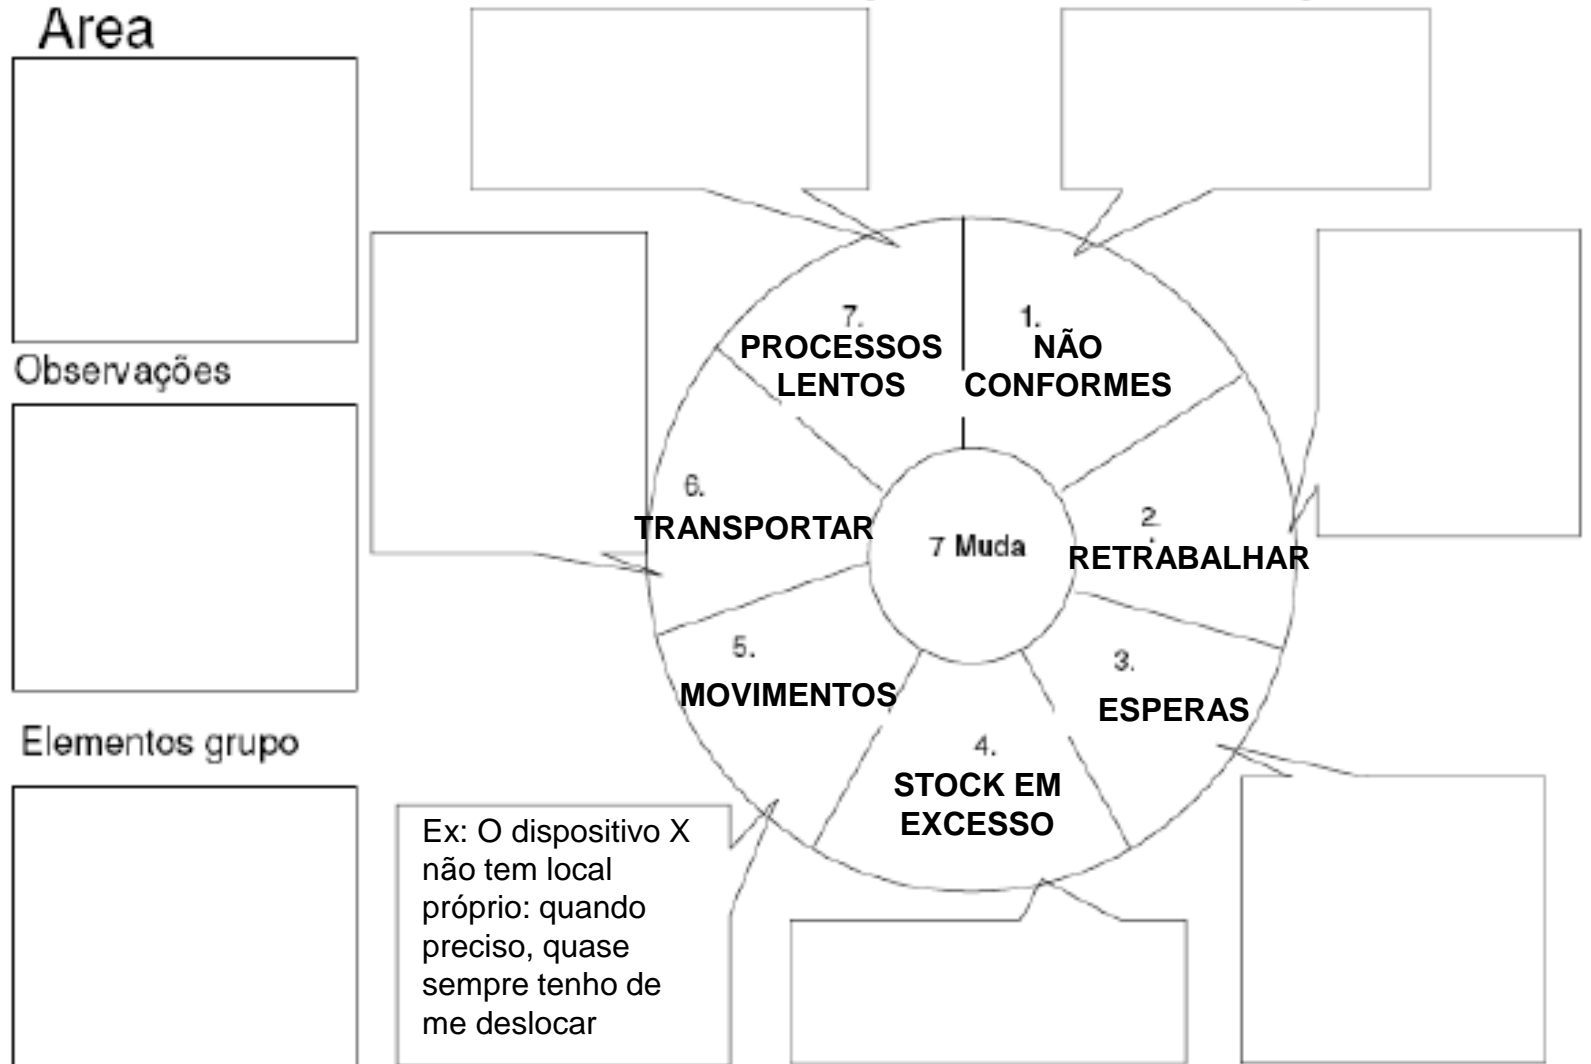 Area
Observações
Elementos grupo
7.
PROCESSOS
LENTOS
1.
NÃO
CONFORMES
6.
TRANSPORTAR
7 Muda
2.
RETRABALHAR
5.
MOVIMENTOS
3.
ESPERAS
4.
STOCK EM
EXCESSO
Ex: O dispositivo X
não tem local
próprio: quando
preciso, quase
sempre tenho de
me deslocar